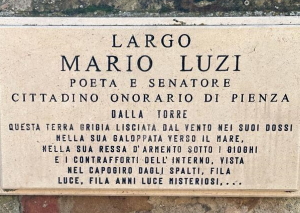 LARGO
MARIO LUZI
POETA E SENATORE
CITTADINO ONORARIO DI PIENZA
DALLA TORRE
QUESTA TERRA GRIGIA LISCIATA DAL VENTO NEI SUOI DOSSI
NELLA SUA GALOPPATA VERSO IL MARE,
NELLA SUA RESSA D'ARMENTO SOTTO I GIOGHI
E I CONTRAFFORTI DELL'INTERNO, VISTA
NEL CAPOGIRO DAGLI SPALTI, FILA
LUCE, FILA ANNI LUCE MISTERIOSI,...